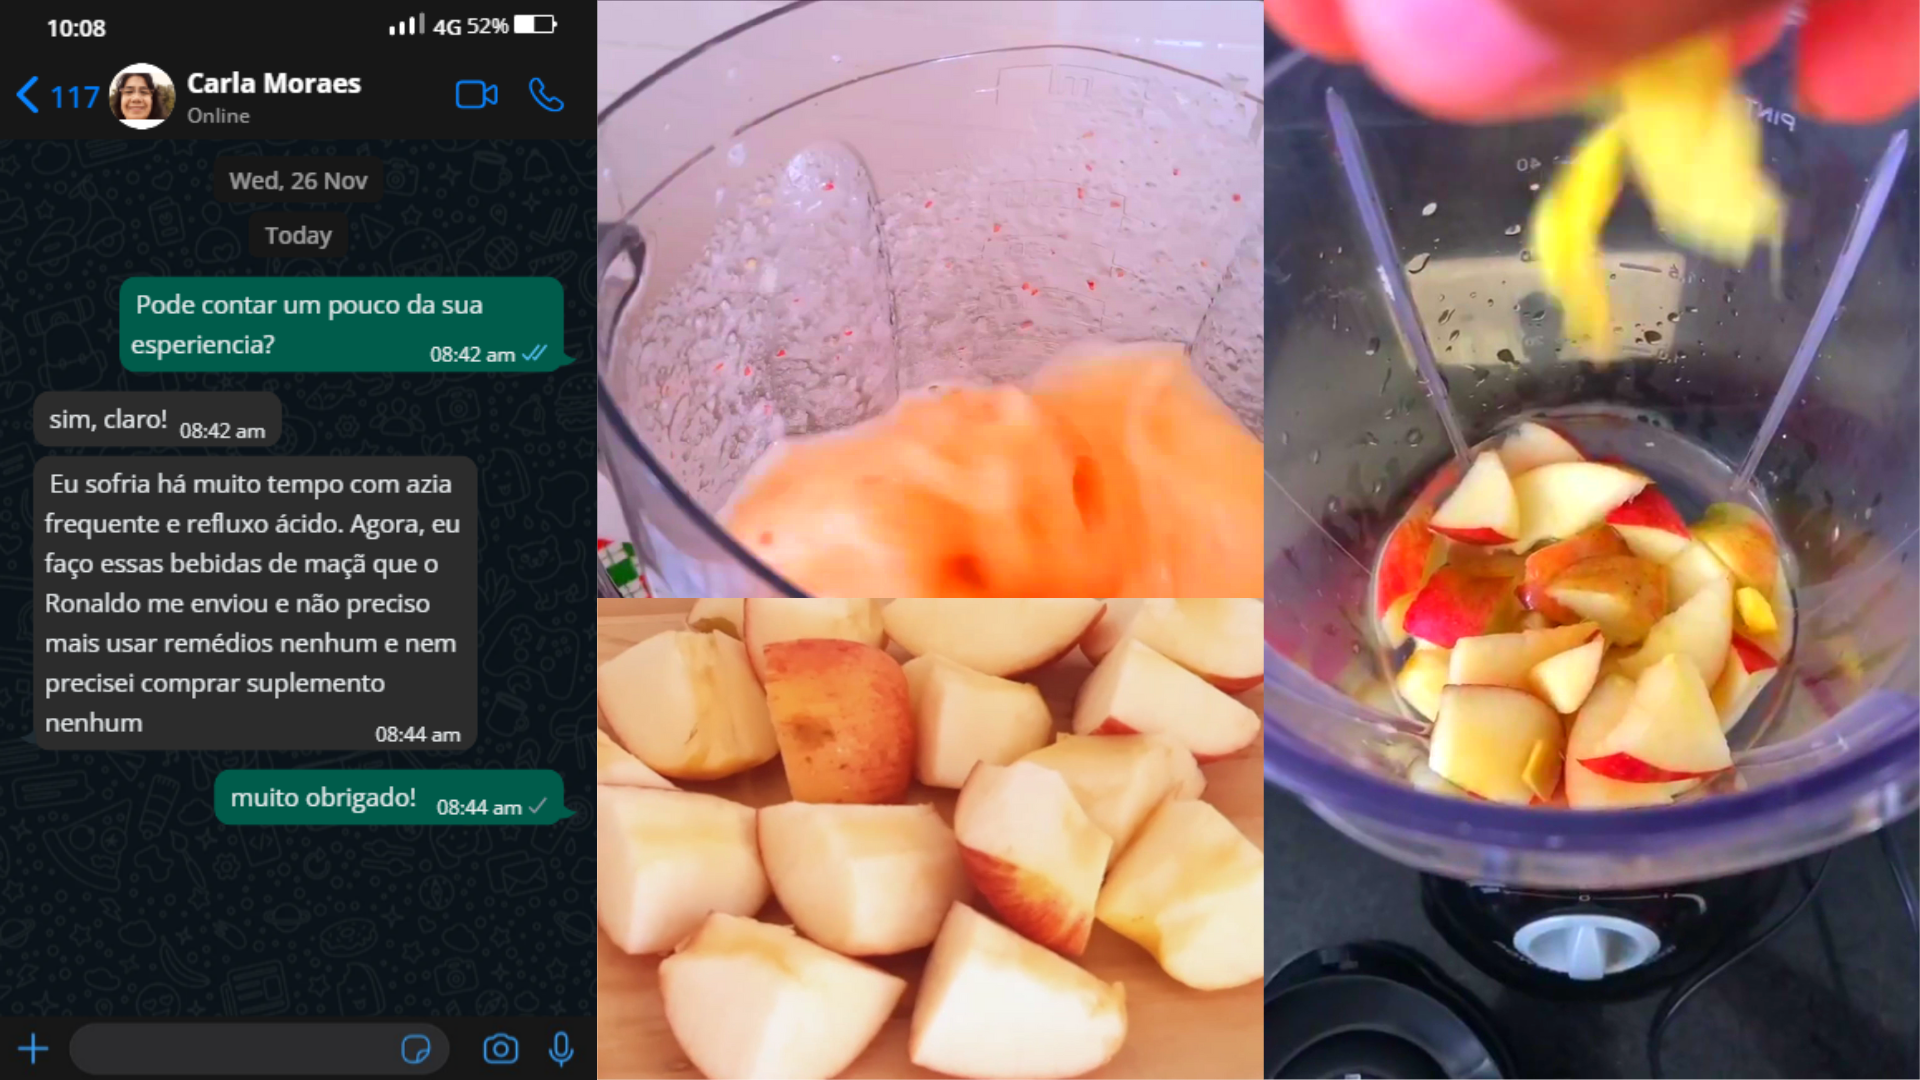 10:08
4G 52%
117
Carla Moraes
Online
Wed, 26 Nov
Today
Pode contar um pouco da sua
esperiencia?
08:42 am
sim, claro!
08:42 am
Eu sofria há muito tempo com azia
frequente e refluxo ácido. Agora, eu
faço essas bebidas de maçã que o
Ronaldo me enviou e não preciso
mais usar remédios nenhum e nem
precisei comprar suplemento
nenhum
08:44 am
muito obrigado!
08:44 am
PINT
40